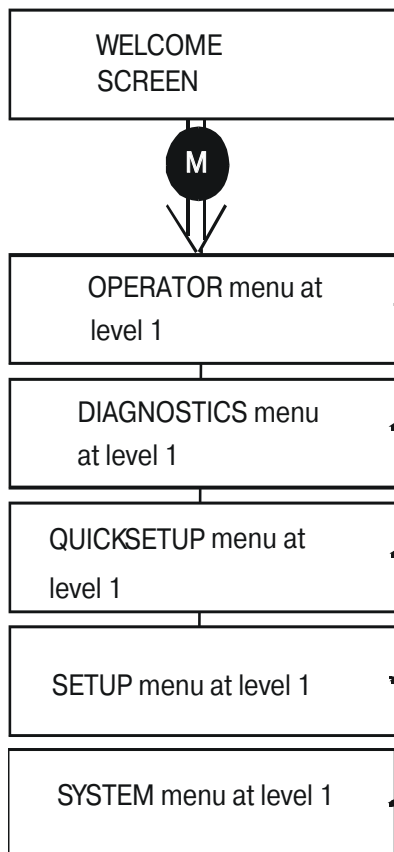 WELCOME
SCREEN
M
OPERATOR menu at
level 1
DIAGNOSTICS menu
at level 1
QUICKSETUP menu at
level 1
SETUP menu at level 1
SYSTEM menu at level 1